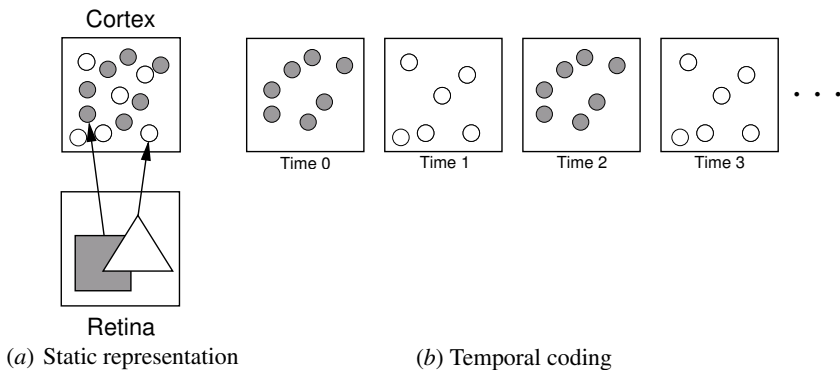 Cortex
Time 0
Time 1
Time 2
Time 3
. . .
Retina
(a) Static representation
(b) Temporal coding